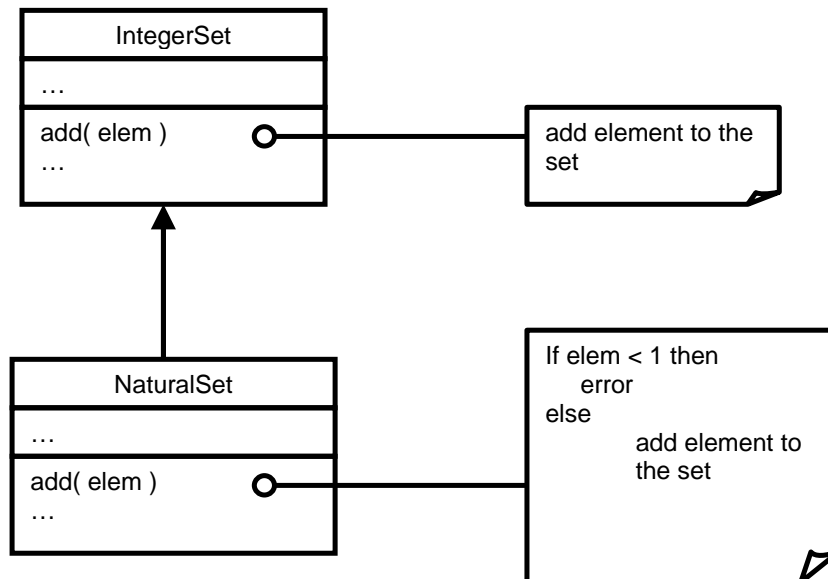 IntegerSet
…
add( elem )
…
add element to the
set
NaturalSet
…
add( elem )
…
If elem < 1 then
error
else
add element to
the set